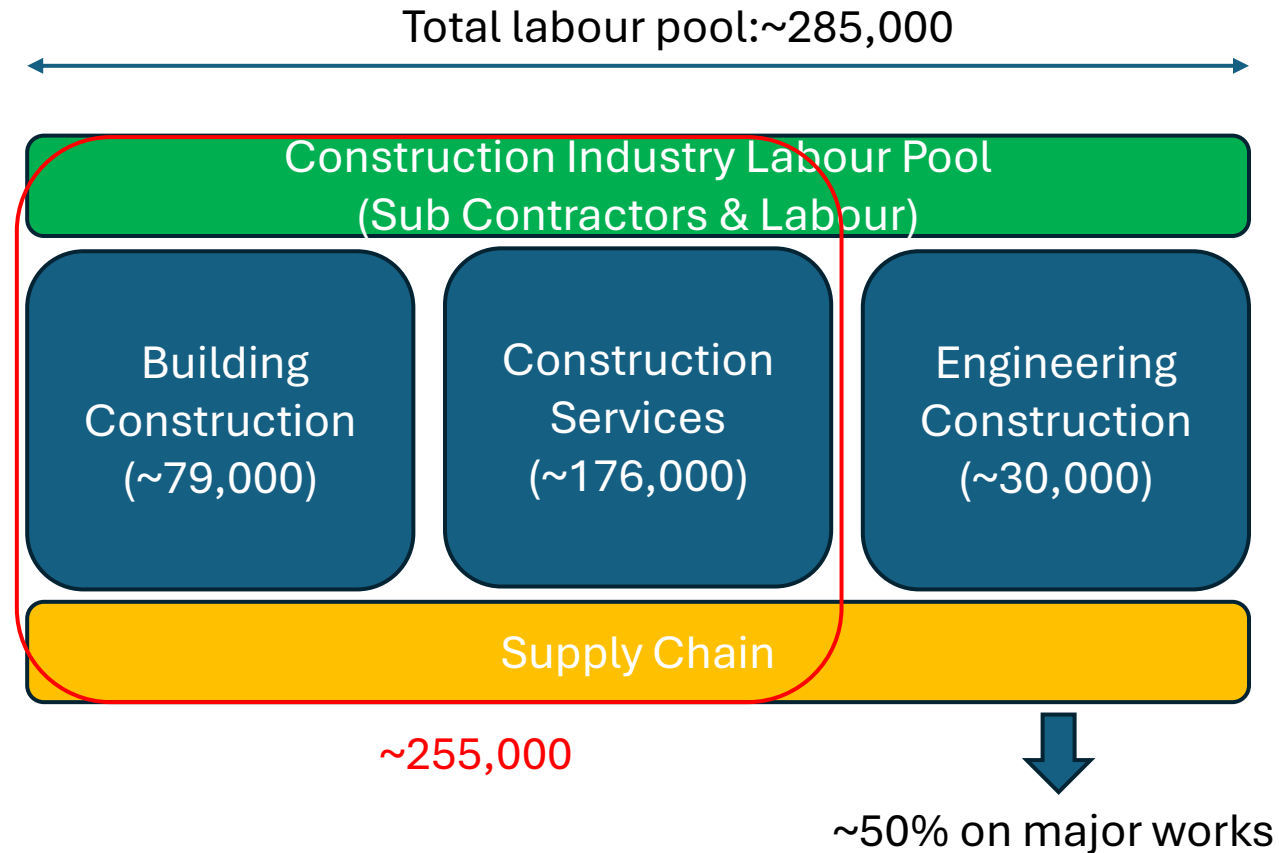 Total labour pool:~285,000
Construction Industry Labour Pool
(Sub Contractors & Labour)
Building
Construction
(~79,000)
Construction
Services
(~176,000)
Engineering
Construction
(~30,000)
Supply Chain
~255,000
~50% on major works